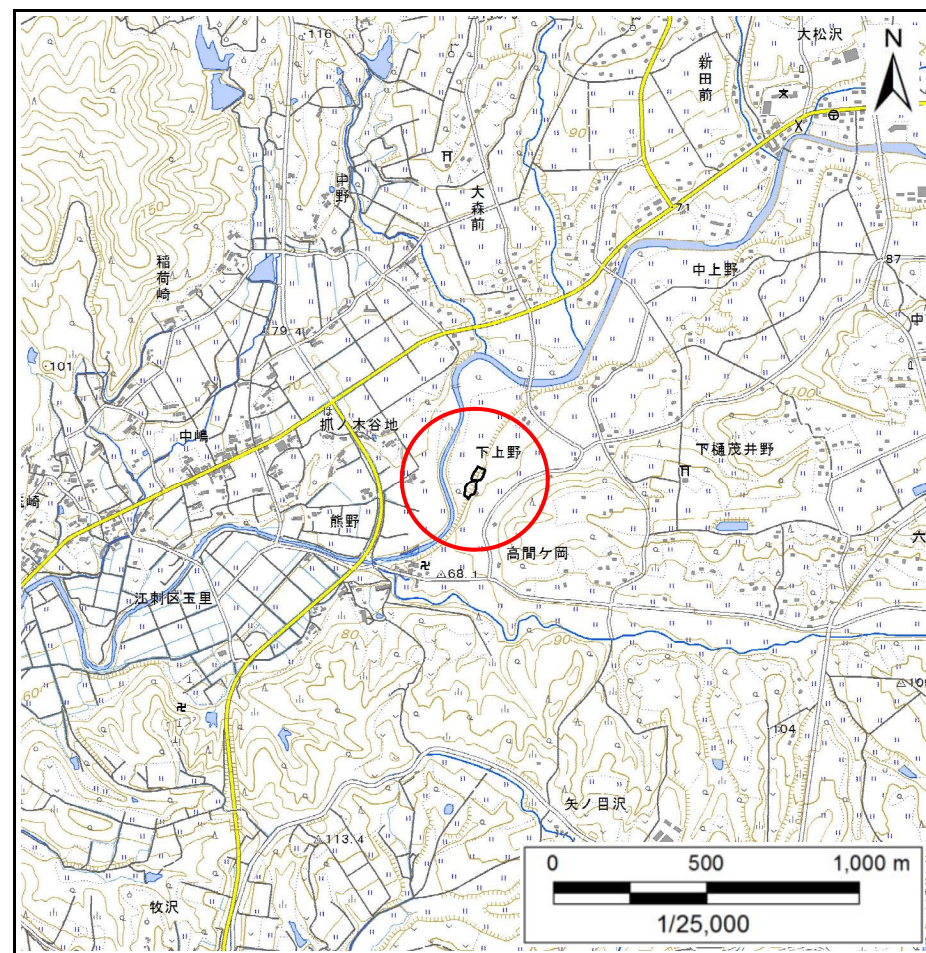 116
大松沢
N
新田前
90
中野
大森前
71
150
稲荷崎
中上野
87
79.4
中
101
100
抓ノ木谷地
中嶋
下上野
下樋茂井野
熊野
六
高間ケ岡
68.1
江刺区玉里
80
90
60
104
矢ノ目沢
113.4
牧沢
0 500 1,000 m
1/25,000